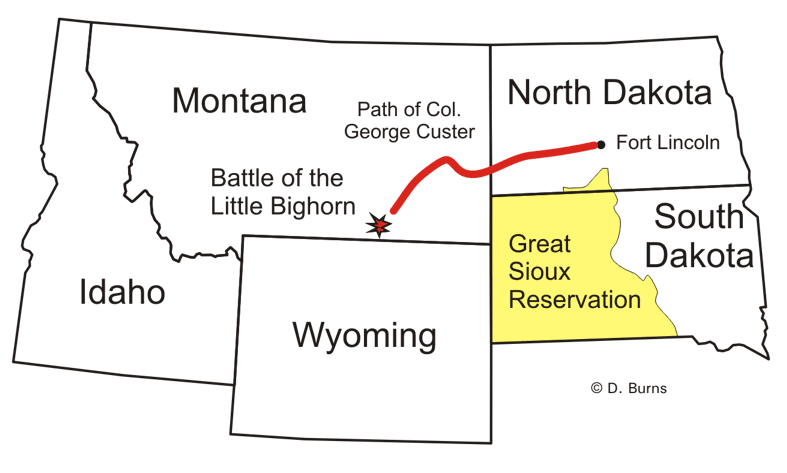 Montana
Path of Col.
George Custer
North Dakota
Fort Lincoln
Battle of the
Little Bighorn
South
Dakota
Great
Sioux
Reservation
Idaho
Wyoming
© D. Burns